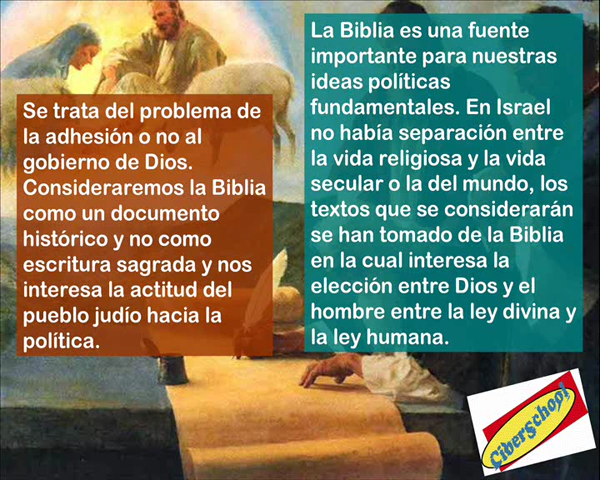 Se trata del problema de
la adhesión o no al
gobierno de Dios.
Consideraremos la Biblia
como un documento
histórico y no como
escritura sagrada y nos
interesa la actitud del
pueblo judío hacia la
política.
La Biblia es una fuente
importante para nuestras
ideas políticas
fundamentales. En Israel
no había separación entre
la vida religiosa y la vida
secular o la del mundo, los
textos que se considerarán
se han tomado de la Biblia
en la cual interesa la
elección entre Dios y el
hombre entre la ley divina y
la ley humana.
CiberSchool